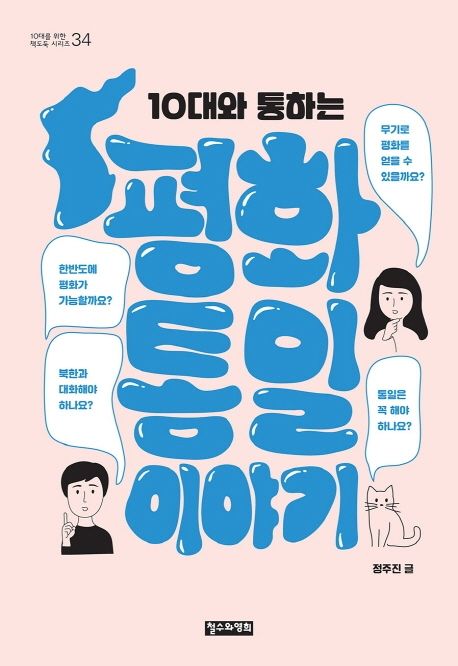 10대를 위한
책도둑 시리즈 34
10대와 통하는
평화
통일
이야기
무기로
평화를
얻을 수
있을까요?
한반도에
평화가
가능할까요?
북한과
대화해야
하나요?
통일은
꼭 해야
하나요?
정주진 글
철수와영희